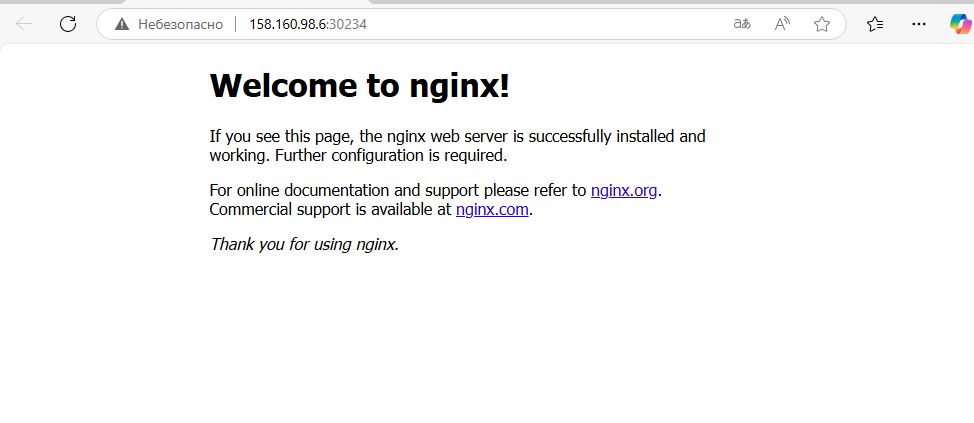 Небезопасно 158.160.98.6:30234
Welcome to nginx!
If you see this page, the nginx web server is successfully installed and
working. Further configuration is required.
For online documentation and support please refer to nginx.org.
Commercial support is available at nginx.com.
Thank you for using nginx.